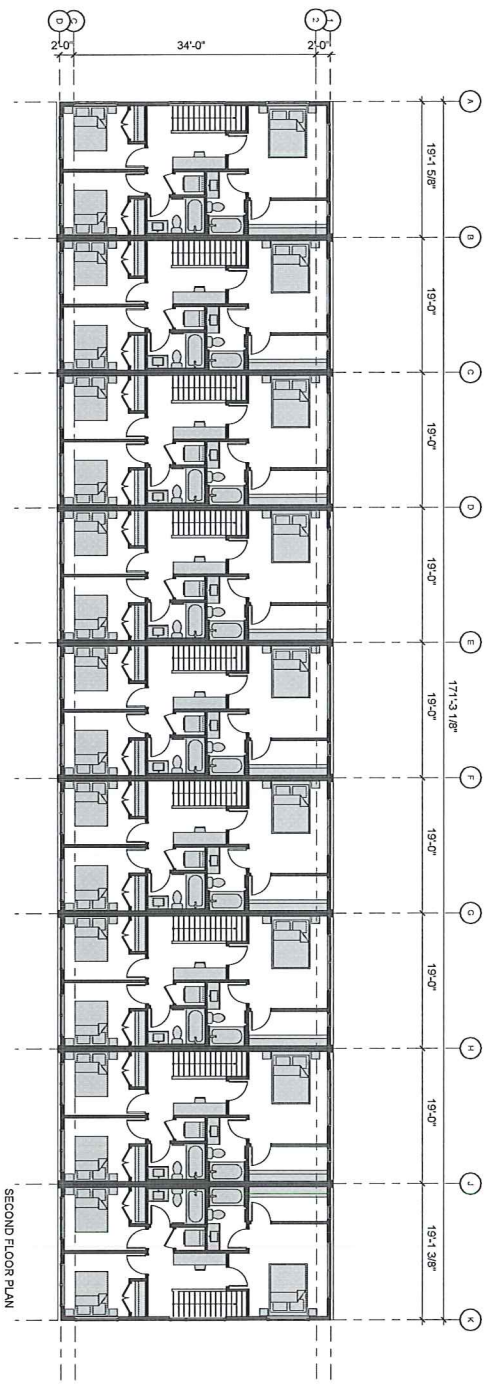 D
C
2
1
2'-0"
34'-0"
2'-0"
A
19'-1 5/8"
B
19'-0"
C
19'-0"
D
19'-0"
E
171'-3 1/8"
19'-0"
F
19'-0"
G
19'-0"
H
19'-0"
J
19'-1 3/8"
K
SECOND FLOOR PLAN